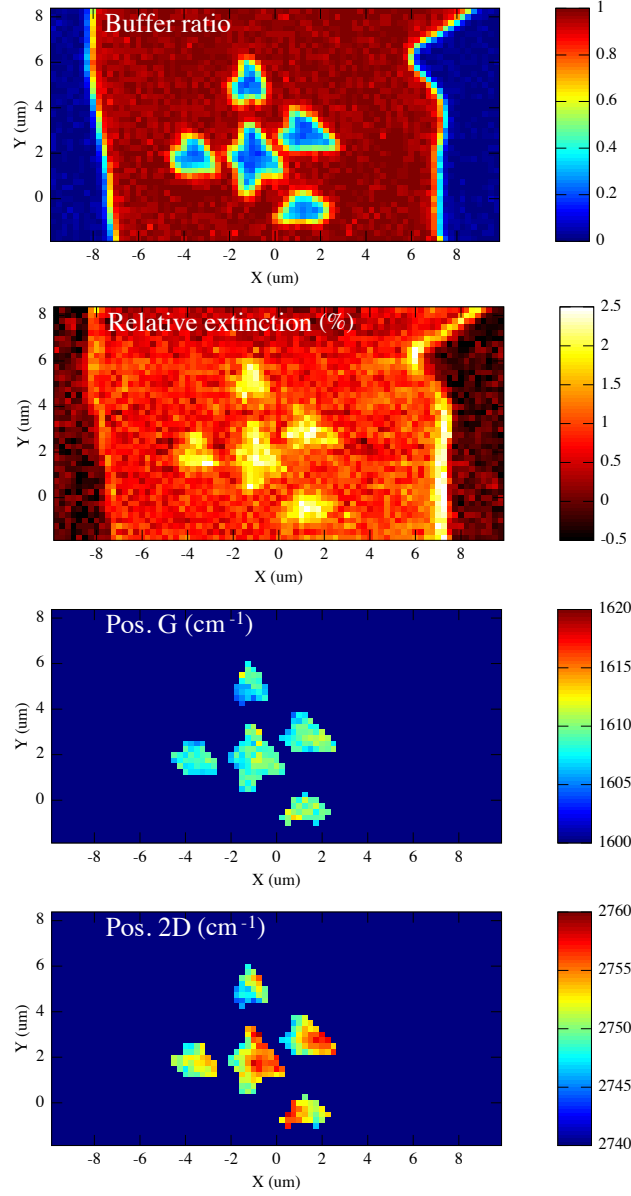 Buffer ratio
8
6
4
2
0
Y (um)
-8 -6 -4 -2 0 2 4 6 8
X (um)
1
0.8
0.6
0.4
0.2
0
Relative extinction (%)
8
6
4
2
0
Y (um)
-8 -6 -4 -2 0 2 4 6 8
X (um)
2.5
2
1.5
1
0.5
0
-0.5
Pos. G (cm⁻¹)
8
6
4
2
0
Y (um)
-8 -6 -4 -2 0 2 4 6 8
X (um)
1620
1615
1610
1605
1600
Pos. 2D (cm⁻¹)
8
6
4
2
0
Y (um)
-8 -6 -4 -2 0 2 4 6 8
X (um)
2760
2755
2750
2745
2740